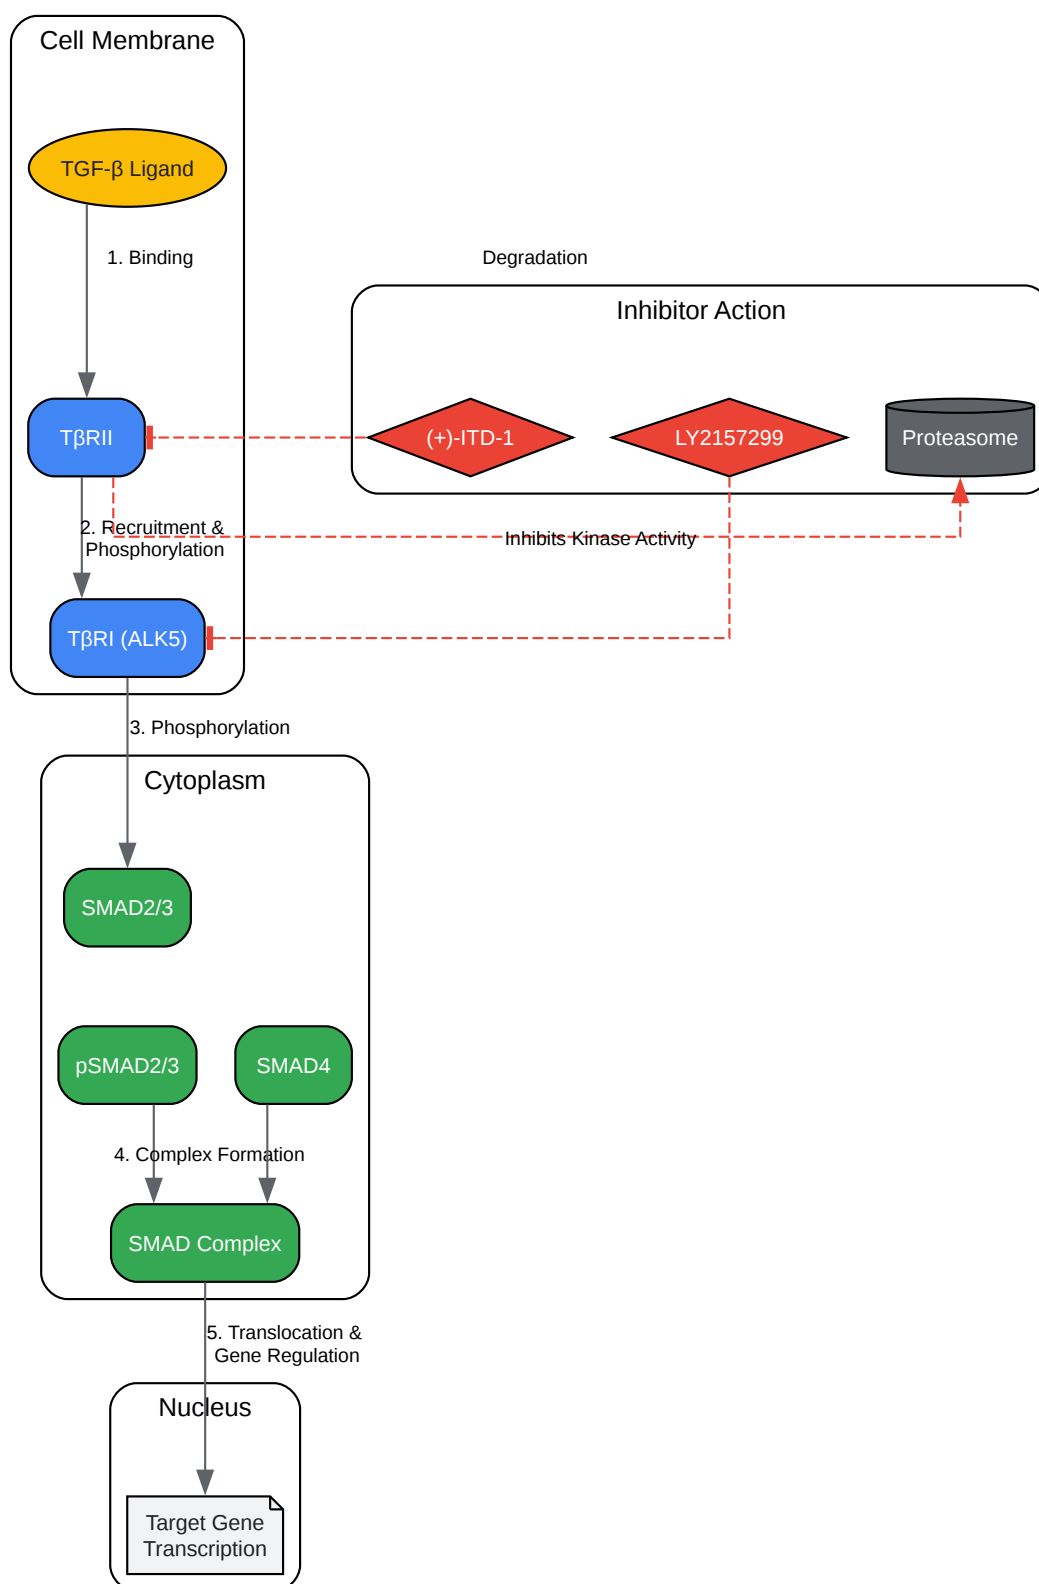 Cell Membrane
TGF-β Ligand
1. Binding
Degradation
Inhibitor Action
TβRII
(+)-ITD-1
LY2157299
Proteasome
2. Recruitment &
Phosphorylation
Inhibits Kinase Activity
TβRI (ALK5)
3. Phosphorylation
Cytoplasm
SMAD2/3
pSMAD2/3
SMAD4
4. Complex Formation
SMAD Complex
5. Translocation &
Gene Regulation
Nucleus
Target Gene
Transcription